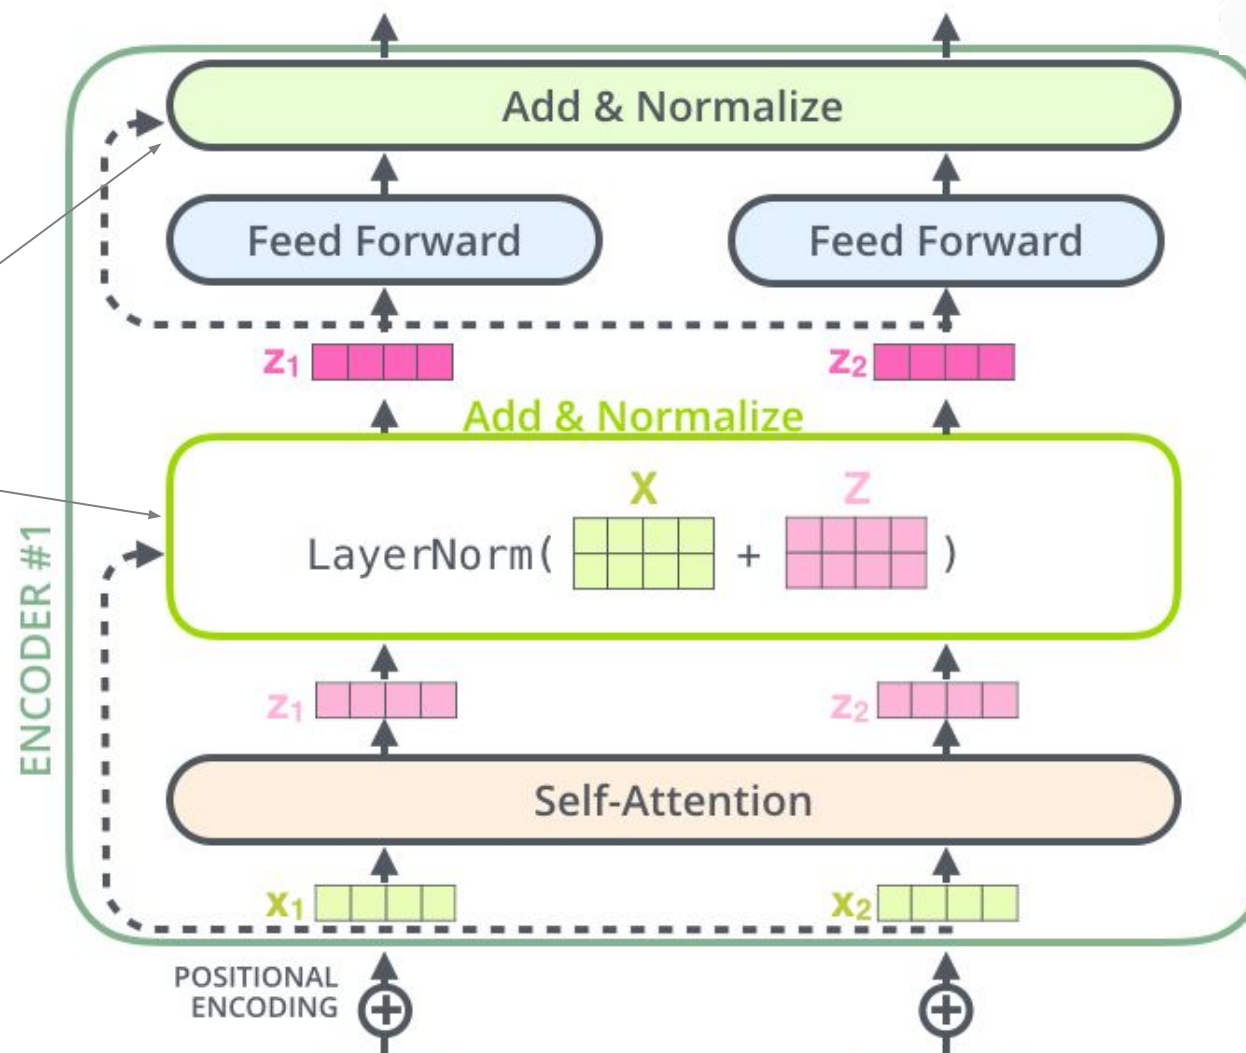 Add & Normalize
Feed Forward
Feed Forward
z₁
z₂
Add & Normalize
X
Z
LayerNorm(
+
)
z₁
z₂
Self-Attention
x₁
x₂
ENCODER #1
POSITIONAL
ENCODING